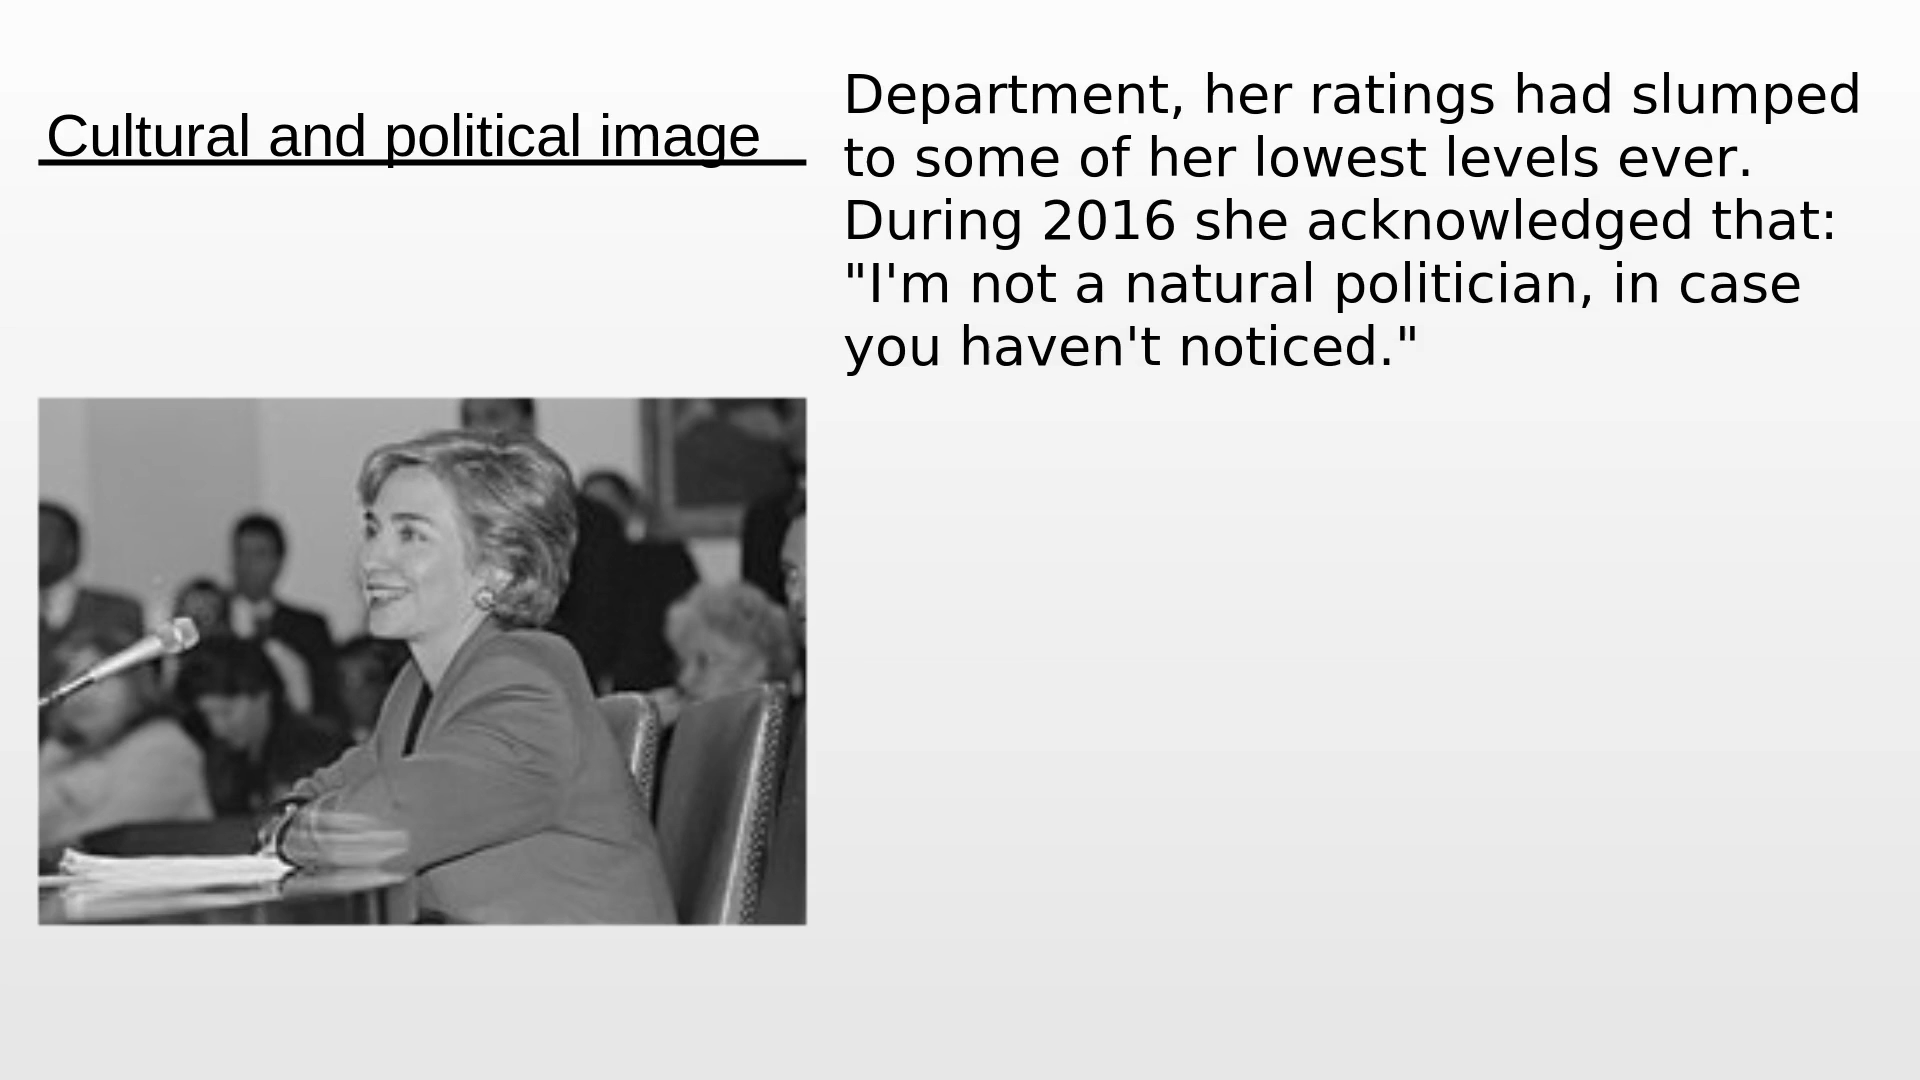 Cultural and political image
Department, her ratings had slumped
to some of her lowest levels ever.
During 2016 she acknowledged that:
"I'm not a natural politician, in case
you haven't noticed."